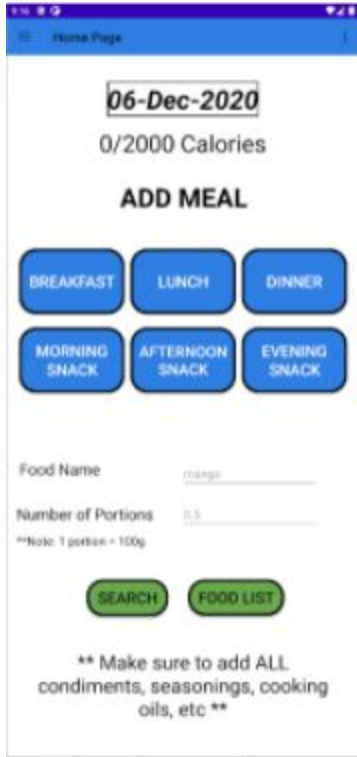 9:16
Home Page
06-Dec-2020
0/2000 Calories
ADD MEAL
BREAKFAST
LUNCH
DINNER
MORNING
SNACK
AFTERNOON
SNACK
EVENING
SNACK
Food Name
mango
Number of Portions
0.5
**Note: 1 portion = 100g
SEARCH
FOOD LIST
** Make sure to add ALL
condiments, seasonings, cooking
oils, etc **